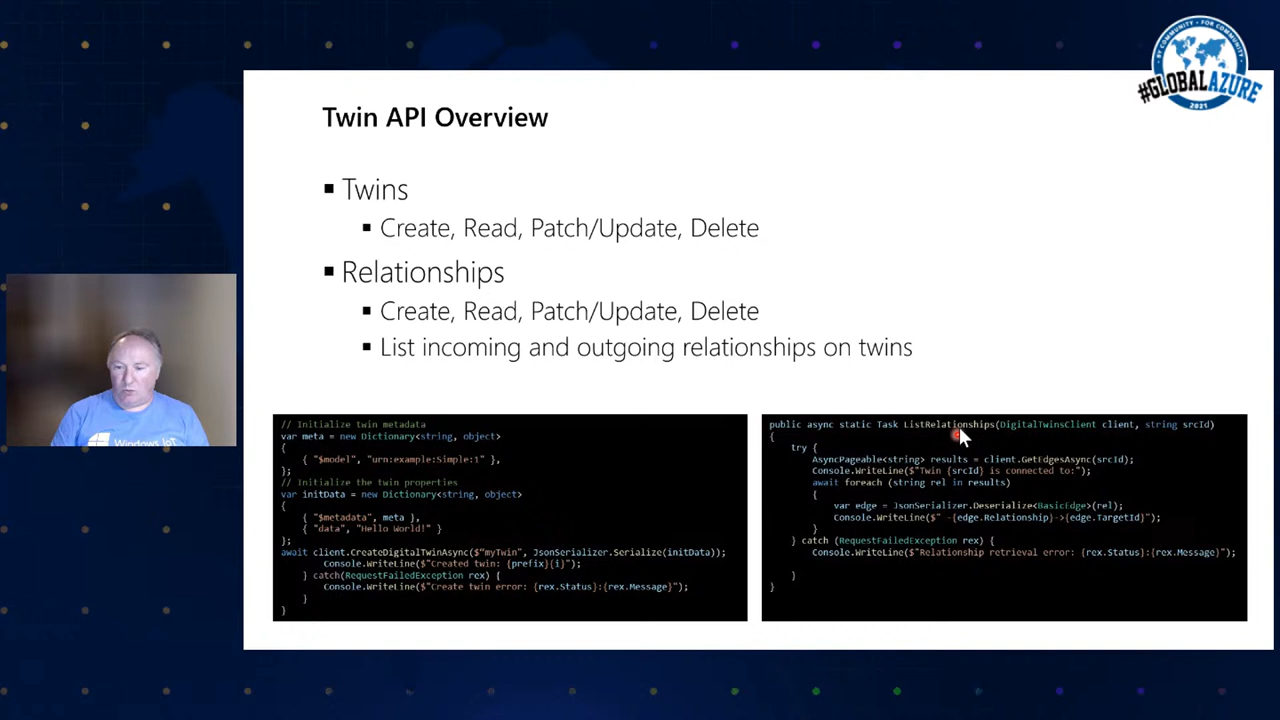 BY COMMUNITY · FOR COMMUNITY
#GLOBALAZURE
2021
Twin API Overview
Twins
Create, Read, Patch/Update, Delete
Relationships
Create, Read, Patch/Update, Delete
List incoming and outgoing relationships on twins
Windows IoT
// Initialize twin metadata
var meta = new Dictionary<string, object>
{ "$model", "urn:example:Simple:1" },
};
// Initialize the twin properties
var initData = new Dictionary<string, object>
{
{ "$metadata", meta },
{ "data", "Hello World!" }
};
await client.CreateDigitalTwinAsync($"myTwin", JsonSerializer.Serialize(initData));
Console.WriteLine($"Created twin: {prefix}{i}");
} catch(RequestFailedException rex) {
Console.WriteLine($"Create twin error: {rex.Status}:{rex.Message}");
}
}
public async static Task ListRelationships(DigitalTwinsClient client, string srcId)
{
try {
AsyncPageable<string> results = client.GetEdgesAsync(srcId);
Console.WriteLine($"Twin {srcId} is connected to:");
await foreach (string rel in results)
{
var edge = JsonSerializer.Deserialize<BasicEdge>(rel);
Console.WriteLine($" -{edge.Relationship}->{edge.TargetId}");
}
} catch (RequestFailedException rex) {
Console.WriteLine($"Relationship retrieval error: {rex.Status}:{rex.Message}");
}
}